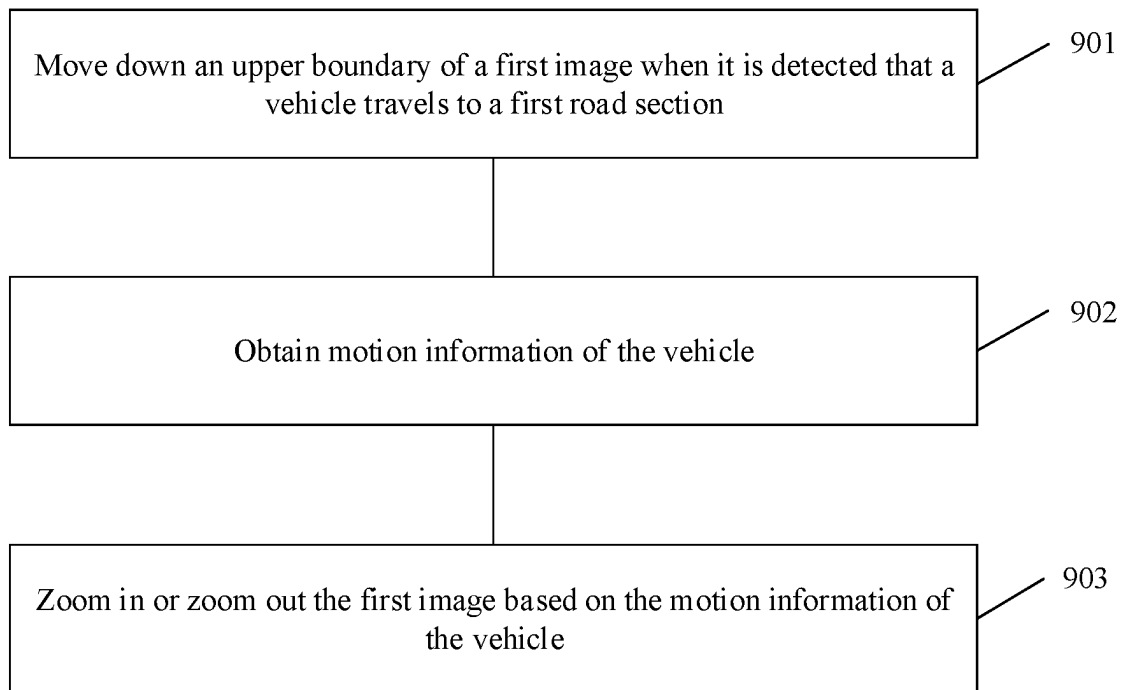 Move down an upper boundary of a first image when it is detected that a
vehicle travels to a first road section
901
Obtain motion information of the vehicle
902
Zoom in or zoom out the first image based on the motion information of
the vehicle
903